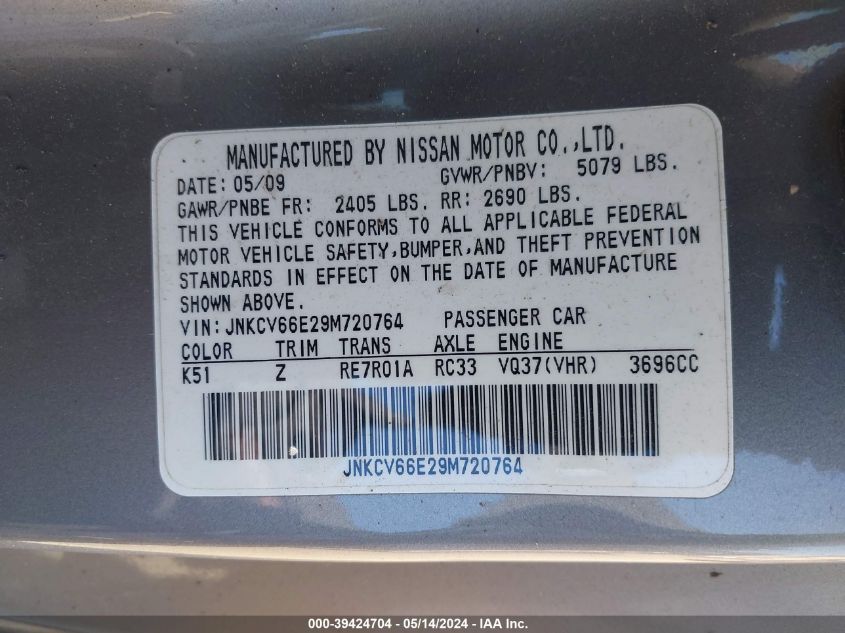 MANUFACTURED BY NISSAN MOTOR CO.,LTD.
DATE: 05/09 GVWR/PNBV: 5079 LBS.
GAWR/PNBE FR: 2405 LBS. RR: 2690 LBS.
THIS VEHICLE CONFORMS TO ALL APPLICABLE FEDERAL
MOTOR VEHICLE SAFETY,BUMPER,AND THEFT PREVENTION
STANDARDS IN EFFECT ON THE DATE OF MANUFACTURE
SHOWN ABOVE.
VIN:JNKCV66E29M720764 PASSENGER CAR
COLOR TRIM TRANS AXLE ENGINE
K51 Z RE7R01A RC33 VQ37(VHR) 3696CC
JNKCV66E29M720764
000-39424704 - 05/14/2024 - IAA Inc.